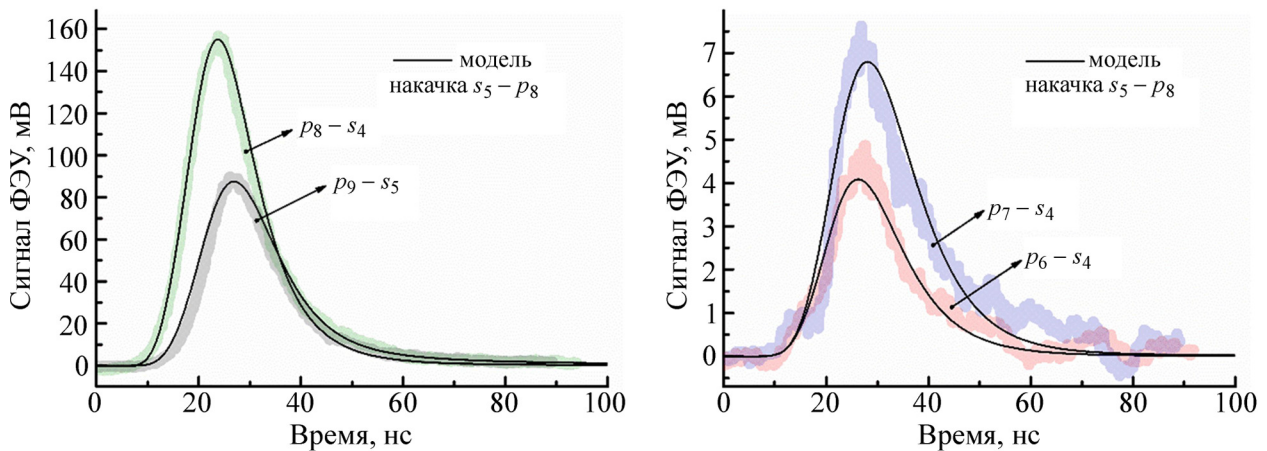 160
140
120
100
80
60
40
20
0
Сигнал ФЭУ, мВ
модель
накачка s5 – p8
p8 – s4
p9 – s5
0 20 40 60 80 100
Время, нс
7
6
5
4
3
2
1
0
Сигнал ФЭУ, мВ
модель
накачка s5 – p8
p7 – s4
p6 – s4
0 20 40 60 80 100
Время, нс